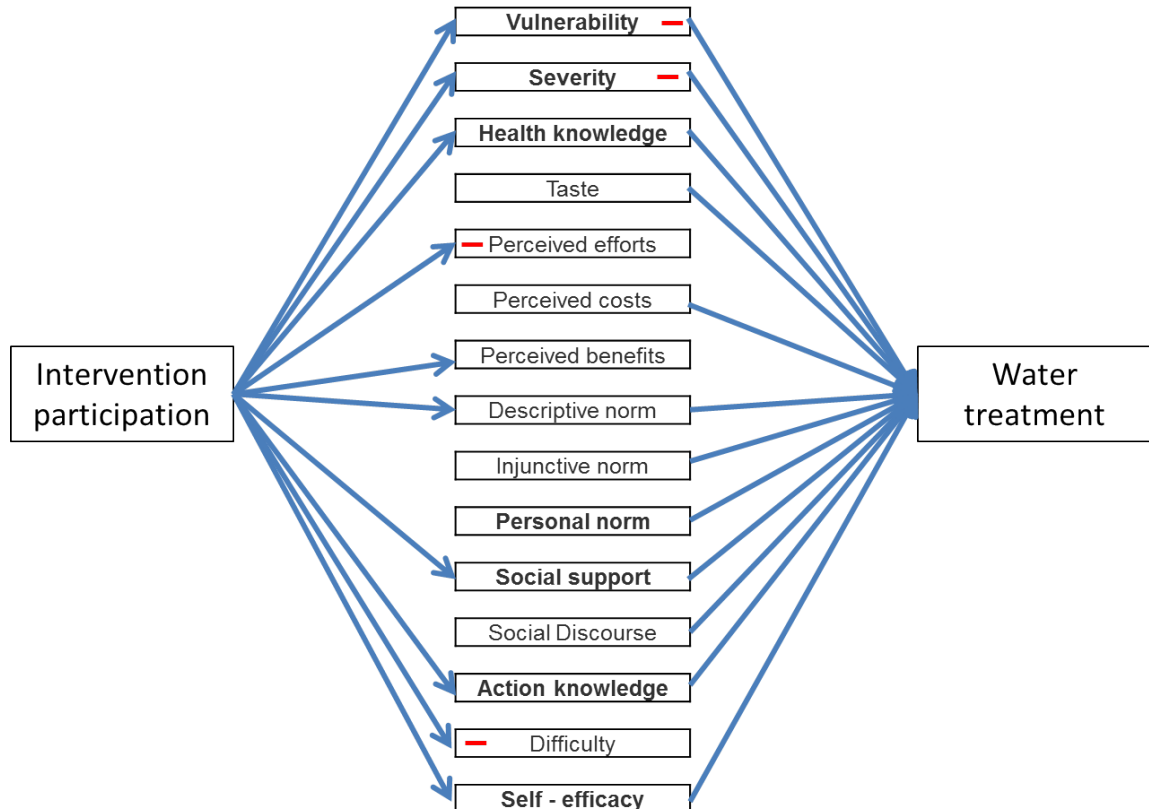 Vulnerability
Severity
Health knowledge
Taste
Perceived efforts
Perceived costs
Intervention
participation
Perceived benefits
Descriptive norm
Injunctive norm
Personal norm
Social support
Social Discourse
Action knowledge
Difficulty
Self - efficacy
Water
treatment